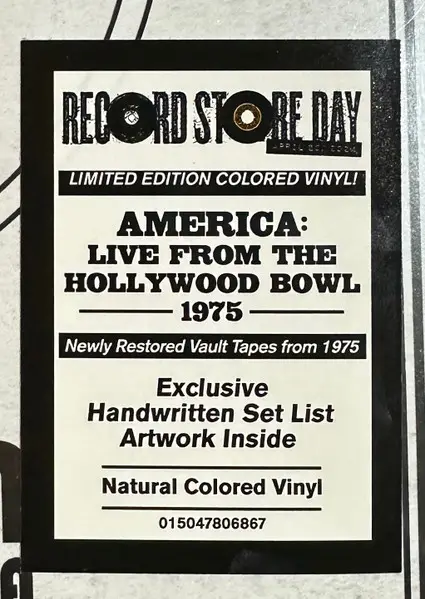 RECORD STORE DAY
LIMITED EDITION COLORED VINYL!
AMERICA:
LIVE FROM THE
HOLLYWOOD BOWL
1975
Newly Restored Vault Tapes from 1975
Exclusive
Handwritten Set List
Artwork Inside
Natural Colored Vinyl
015047806867